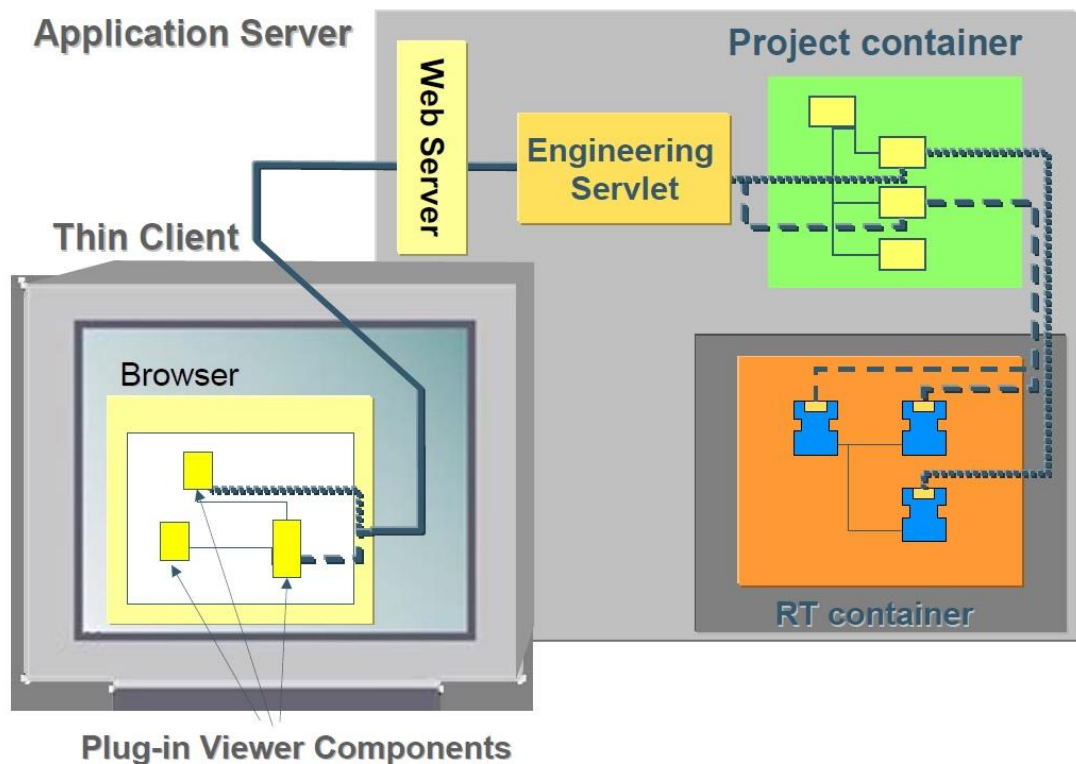 Application Server
Project container
Web Server
Engineering
Servlet
Thin Client
Browser
RT container
Plug-in Viewer Components